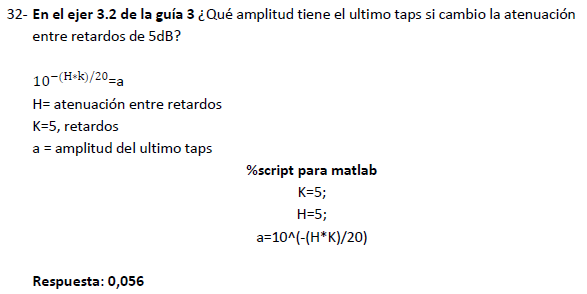 32- En el ejer 3.2 de la guía 3 ¿Qué amplitud tiene el ultimo taps si cambio la atenuación
entre retardos de 5dB?
10^−(H∗k)/20=a
H= atenuación entre retardos
K=5, retardos
a = amplitud del ultimo taps
%script para matlab
K=5;
H=5;
a=10^(-(H*K)/20)
Respuesta: 0,056